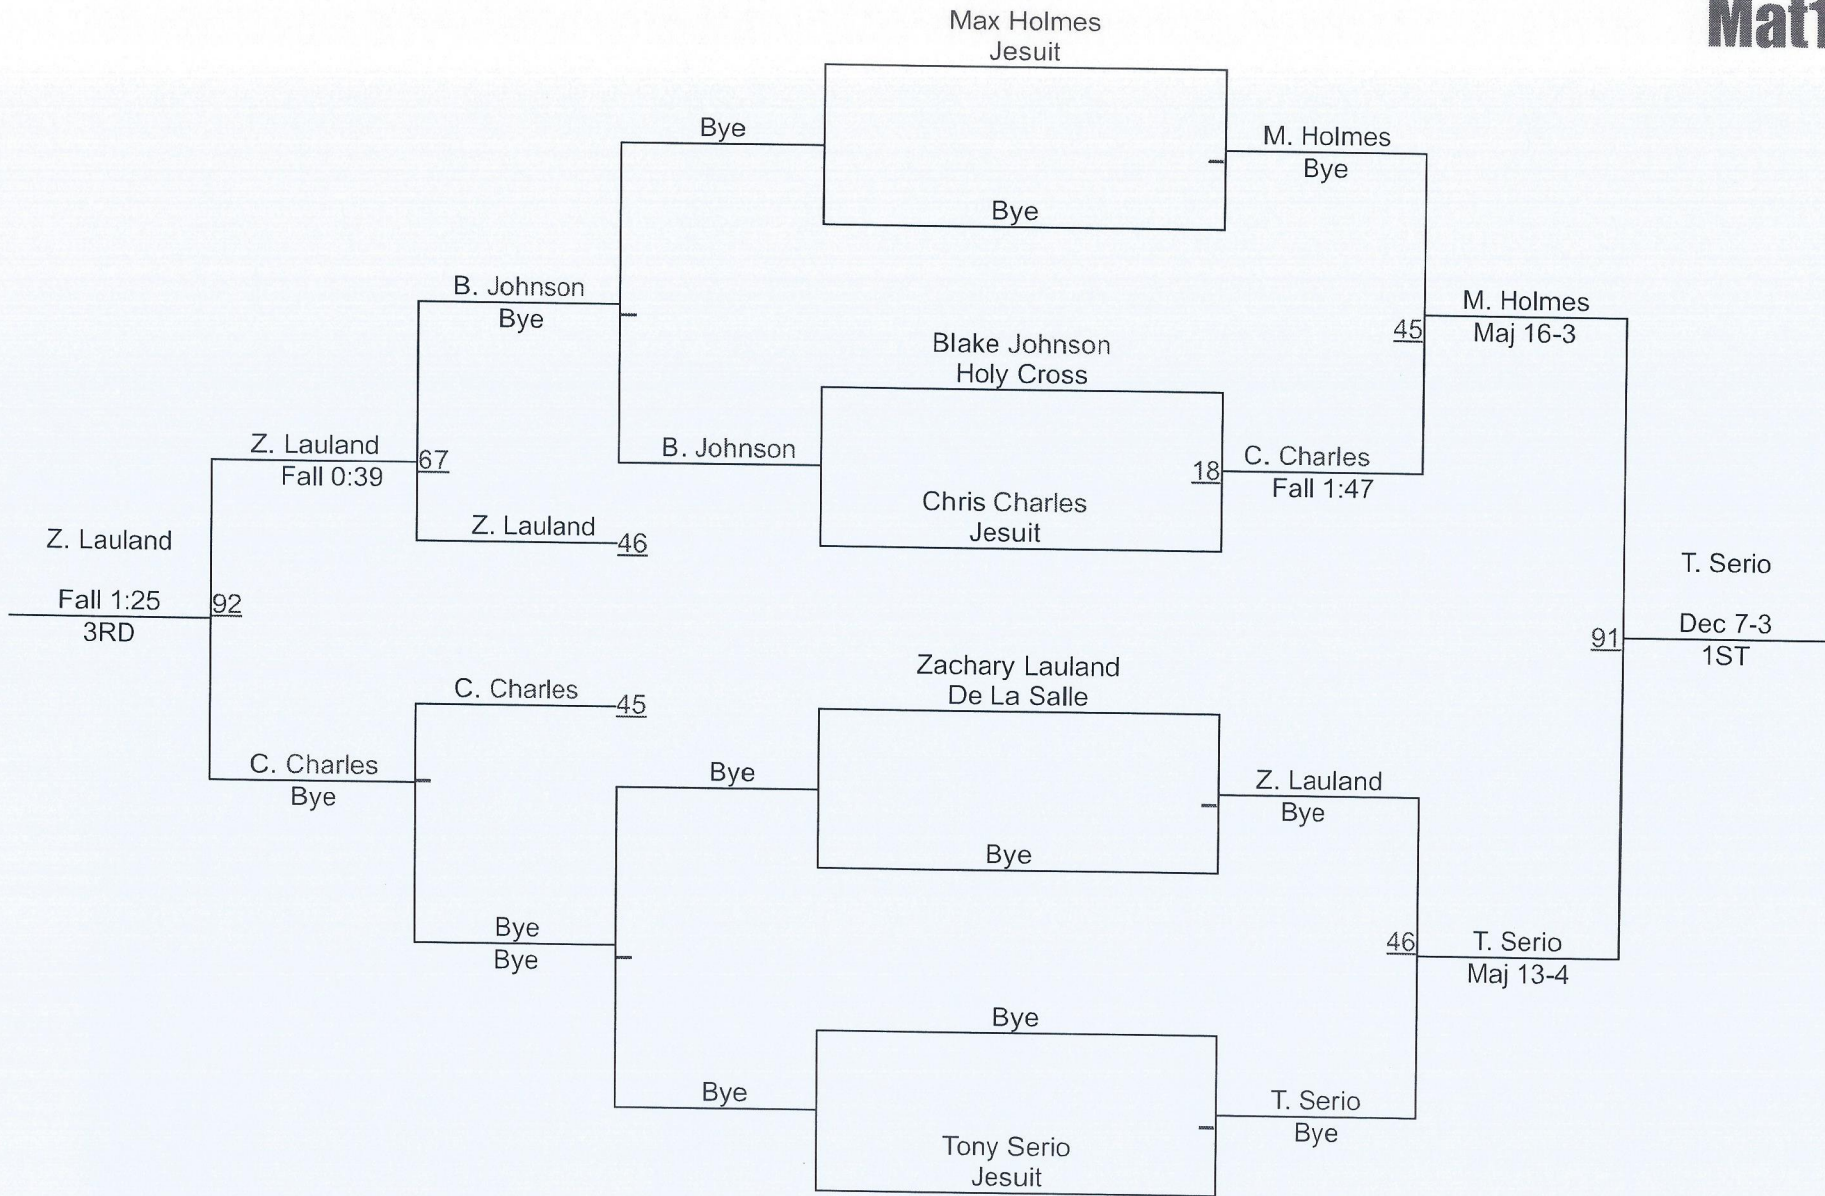 Mat1
Max Holmes
Jesuit
Bye
M. Holmes
Bye
Bye
B. Johnson
Bye
M. Holmes
45
Maj 16-3
Blake Johnson
Holy Cross
Z. Lauland
67
Fall 0:39
B. Johnson
18
C. Charles
Fall 1:47
Chris Charles
Jesuit
Z. Lauland
46
Z. Lauland
Fall 1:25
92
3RD
T. Serio
91
Dec 7-3
1ST
Zachary Lauland
De La Salle
C. Charles
45
C. Charles
Bye
Bye
Z. Lauland
Bye
Bye
Bye
Bye
46
T. Serio
Maj 13-4
Bye
Bye
T. Serio
Bye
Tony Serio
Jesuit